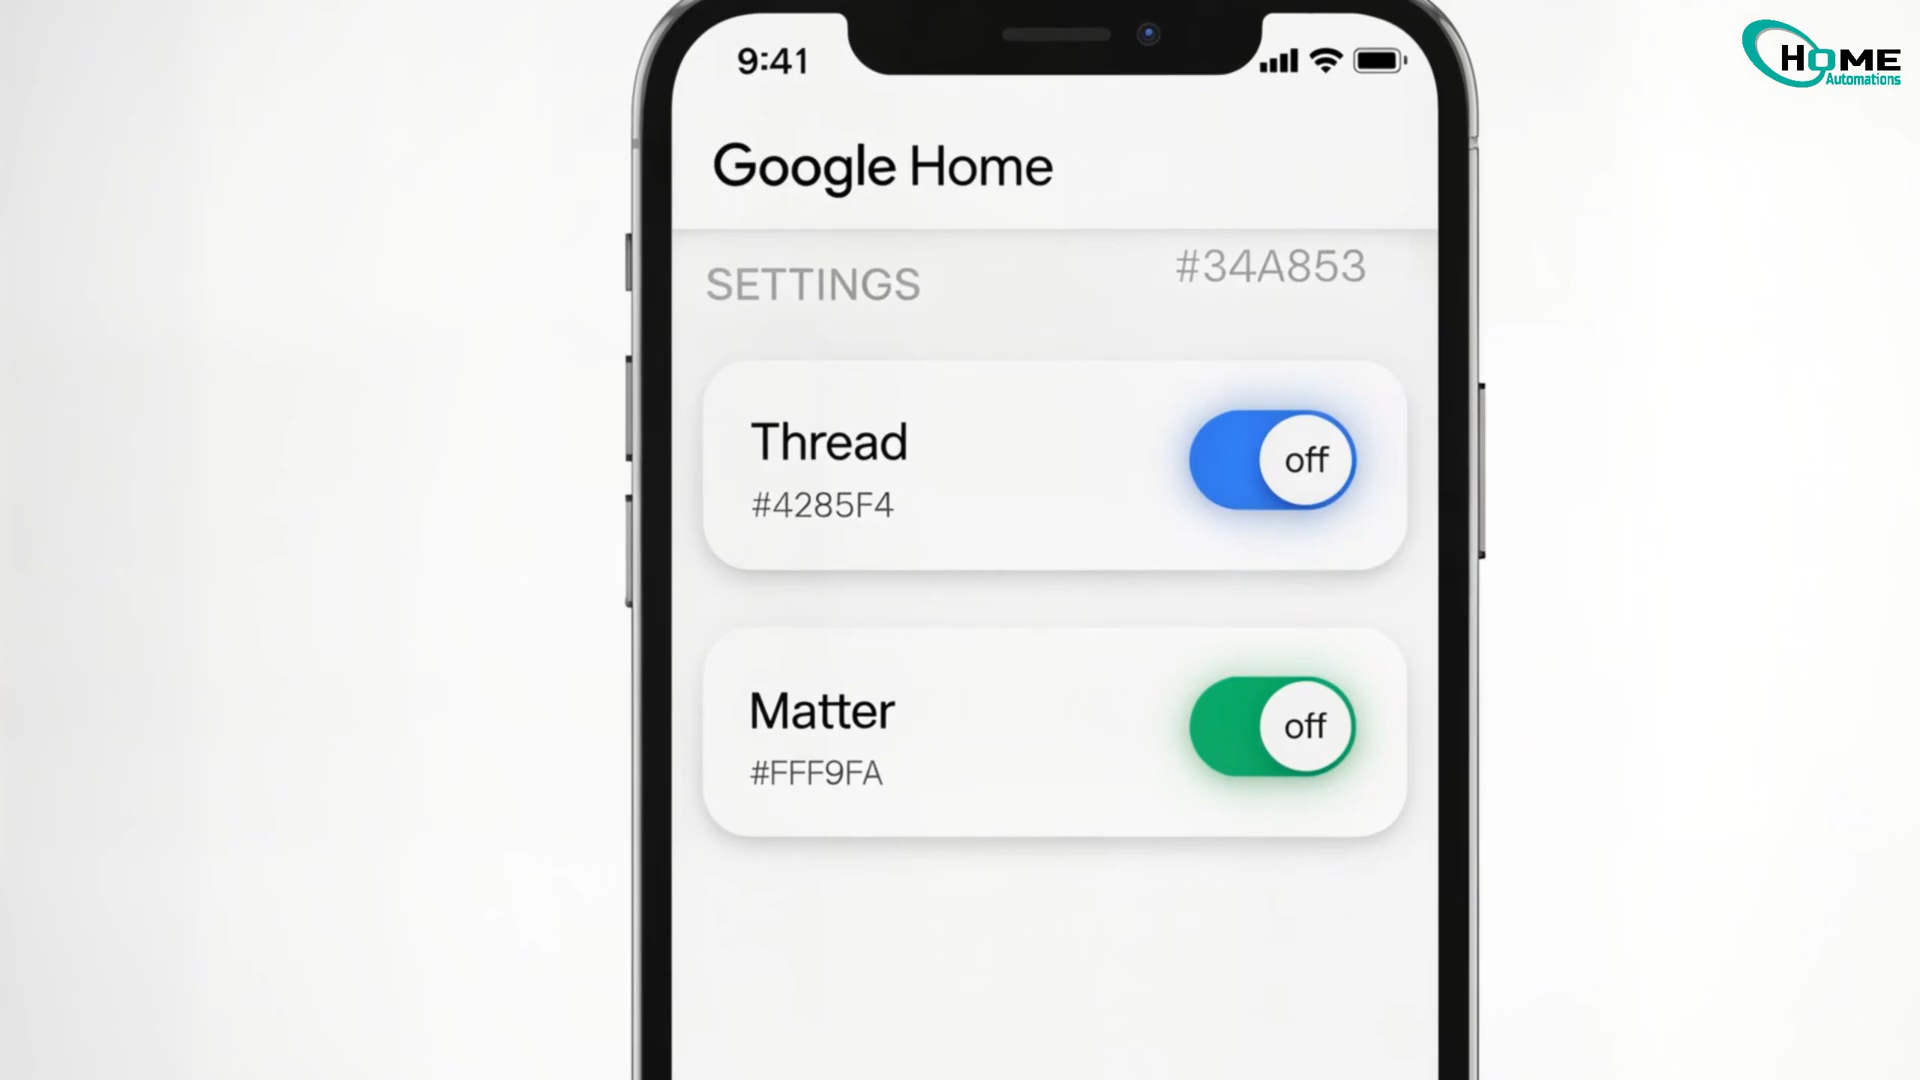 HOME
Automations
9:41
Google Home
SETTINGS
#34A853
Thread
#4285F4
off
Matter
#FFF9FA
off